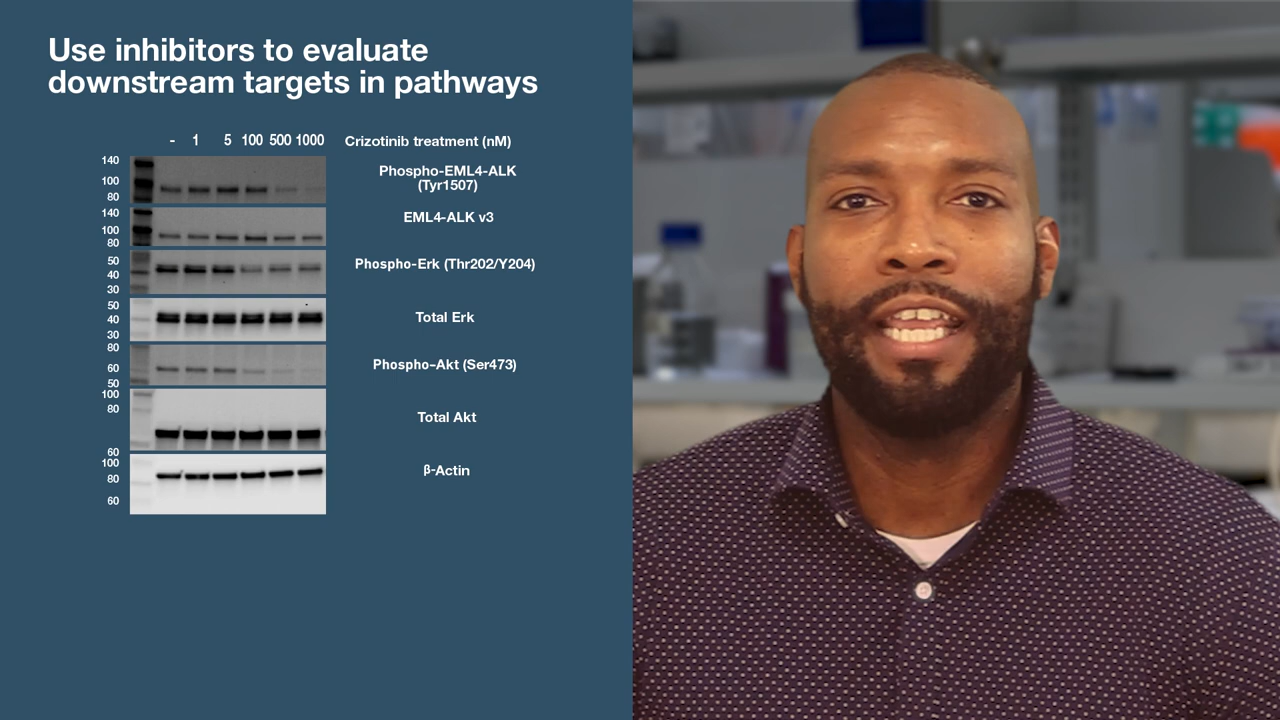 Use inhibitors to evaluate
downstream targets in pathways
- 1 5 100 500 1000 Crizotinib treatment (nM)
140
100
80
Phospho-EML4-ALK
(Tyr1507)
140
100
80
EML4-ALK v3
50
40
30
Phospho-Erk (Thr202/Y204)
50
40
30
Total Erk
80
60
50
Phospho-Akt (Ser473)
100
80
60
Total Akt
100
80
60
β-Actin